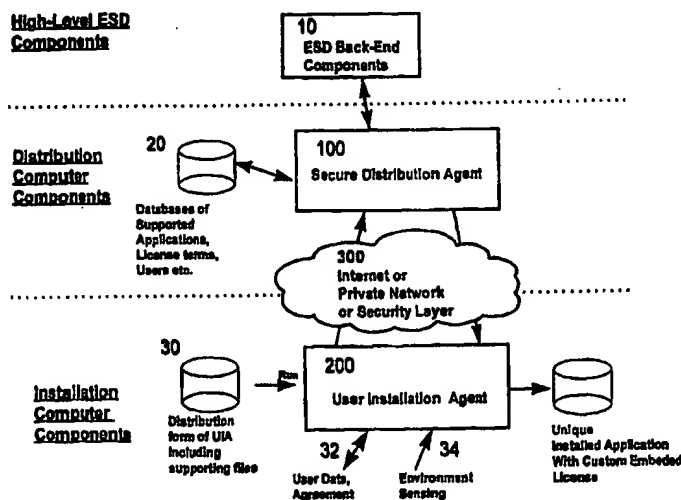 High-Level ESD
Components
10
ESD Back-End
Components
Distribution
Computer
Components
20
Databases of
Supported
Applications,
License terms,
Users etc.
100
Secure Distribution Agent
300
Internet or
Private Network
or Security Layer
Installation
Computer
Components
30
Distribution
form of UIA
including
supporting files
Run
200
User Installation Agent
32
User Data,
Agreement
34
Environment
Sensing
Unique
Installed Application
With Custom Embeded
License